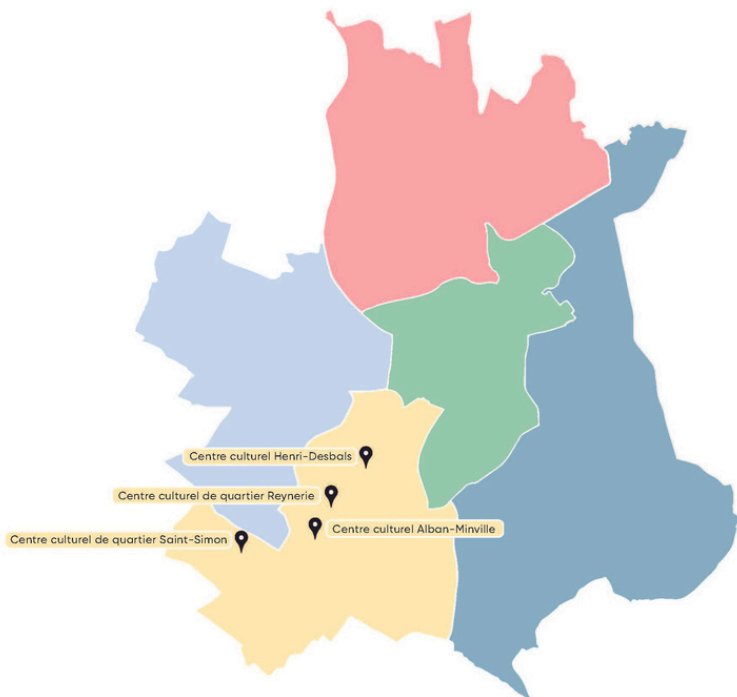 Centre culturel Henri-Desbals
Centre culturel de quartier Reynerie
Centre culturel Alban-Minville
Centre culturel de quartier Saint-Simon